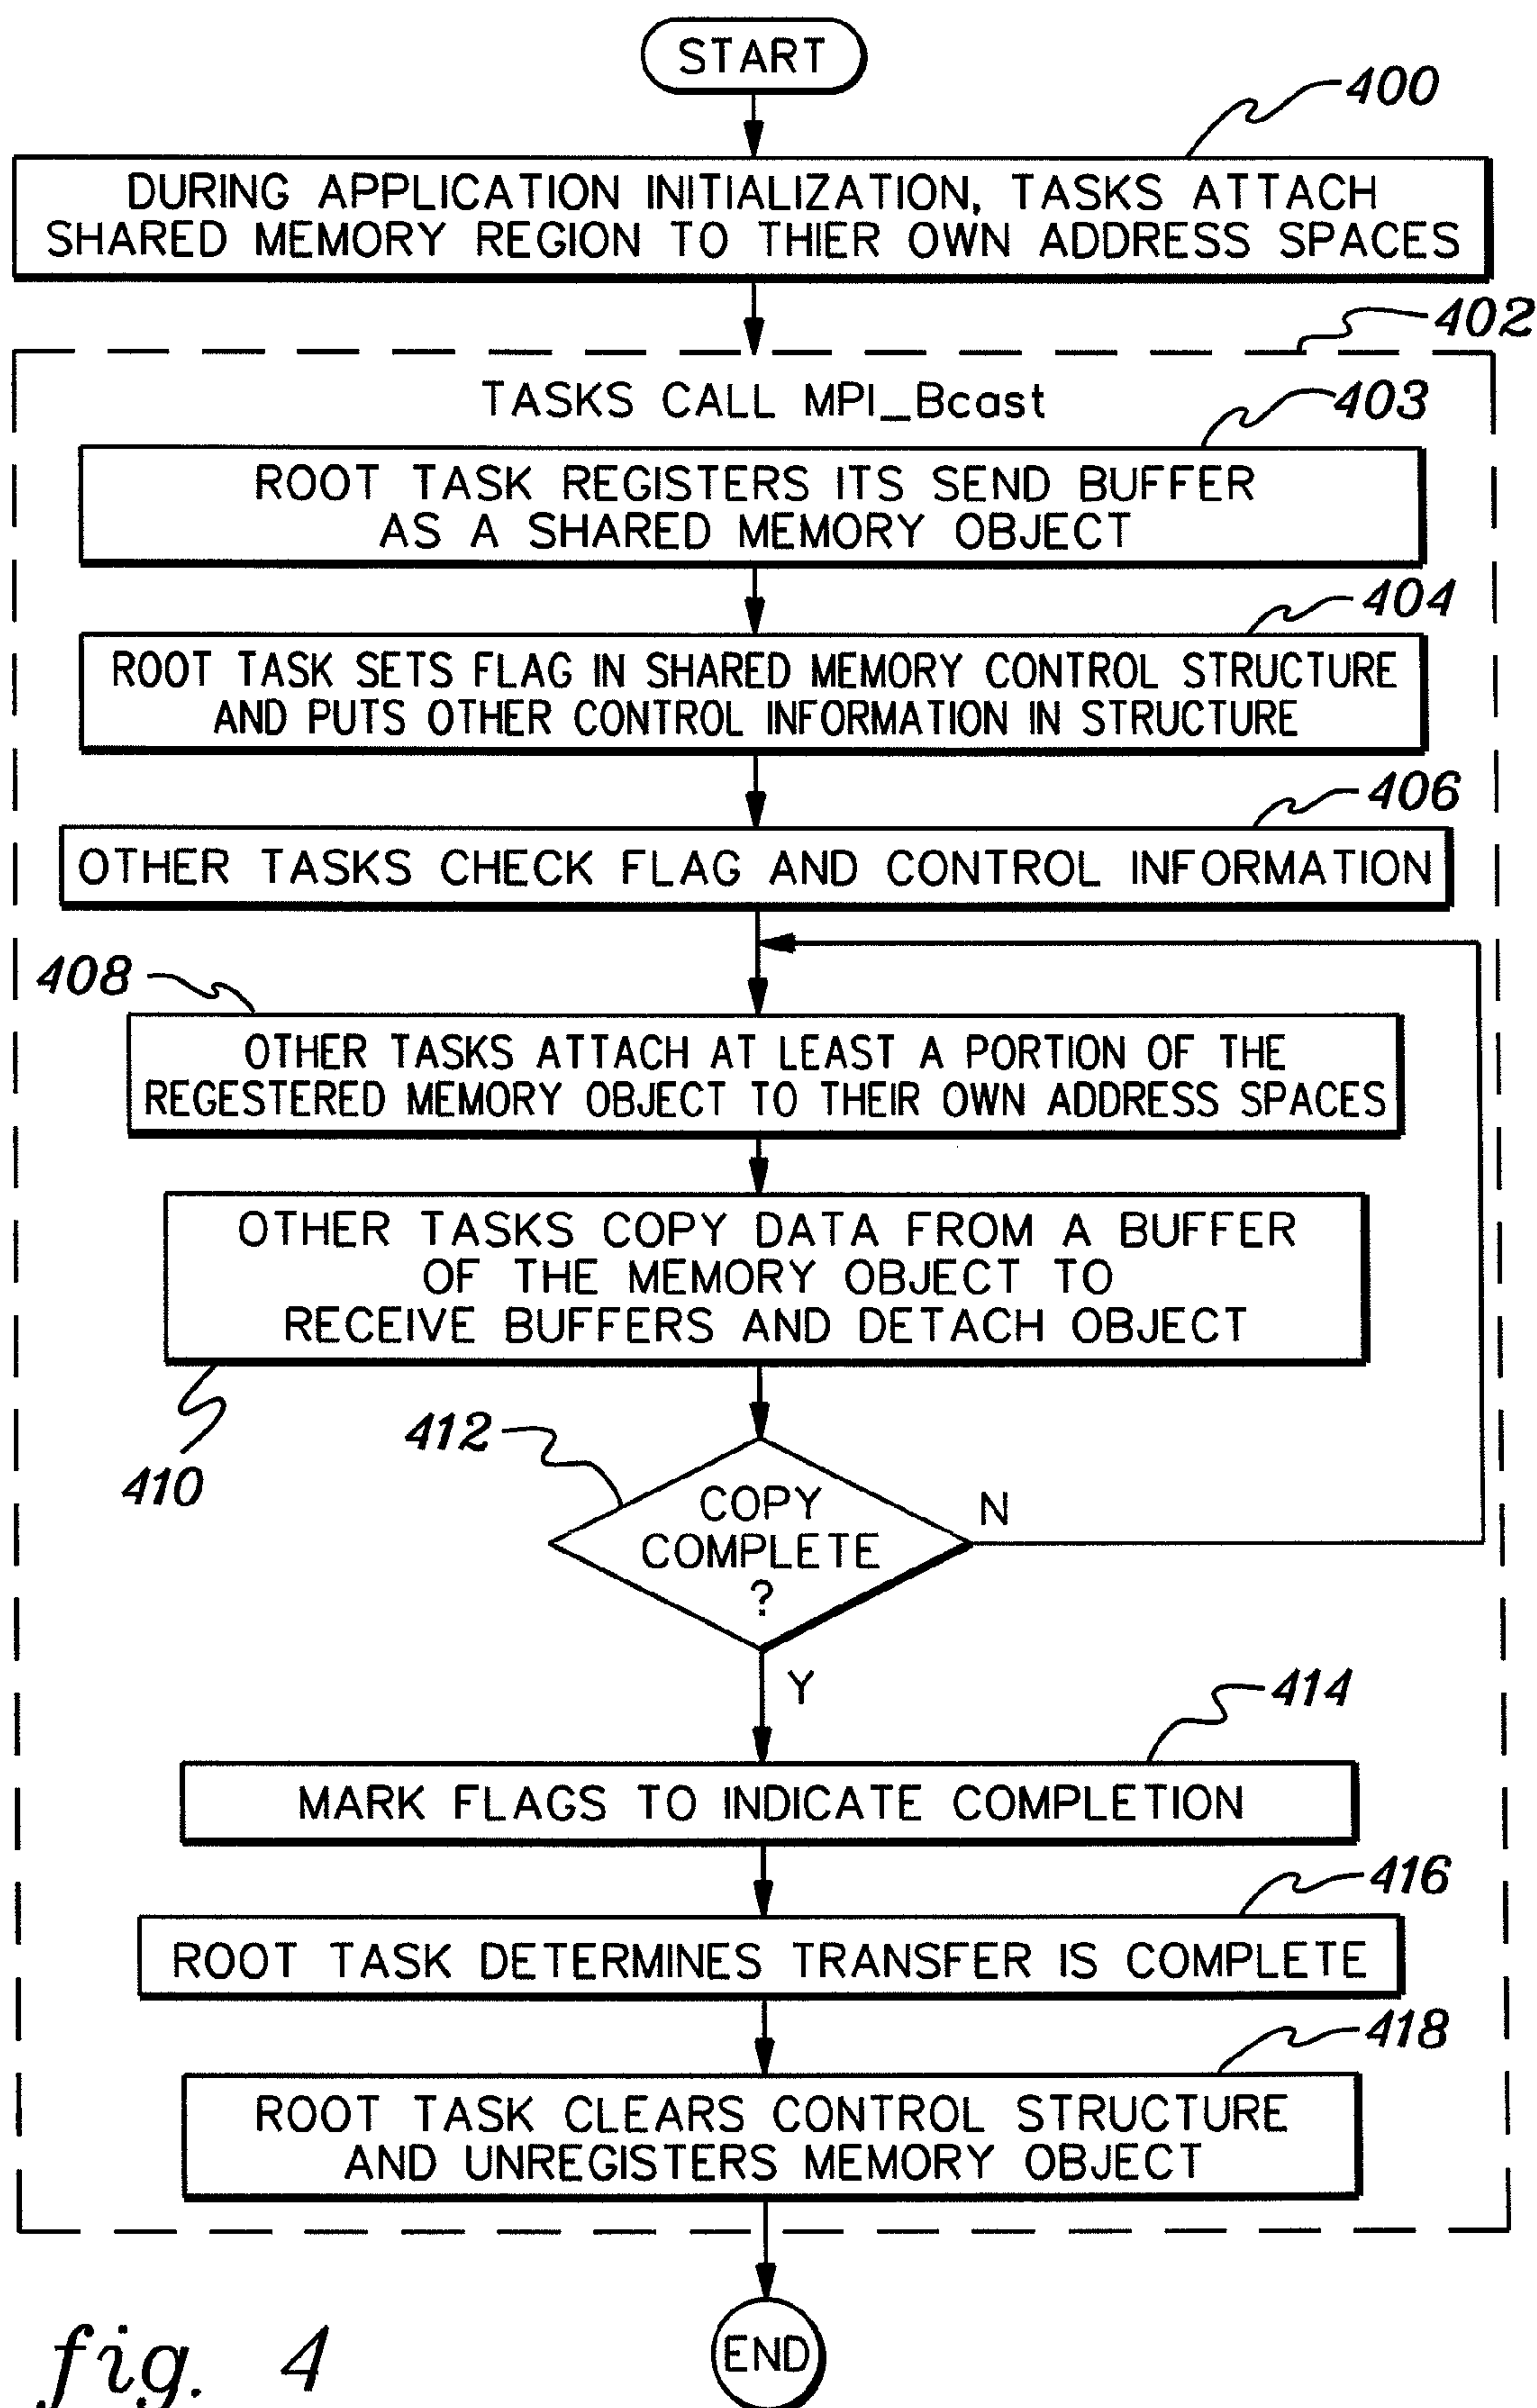 START
400
DURING APPLICATION INITIALIZATION, TASKS ATTACH
SHARED MEMORY REGION TO THIER OWN ADDRESS SPACES
402
TASKS CALL MPI_Bcast
403
ROOT TASK REGISTERS ITS SEND BUFFER
AS A SHARED MEMORY OBJECT
404
ROOT TASK SETS FLAG IN SHARED MEMORY CONTROL STRUCTURE
AND PUTS OTHER CONTROL INFORMATION IN STRUCTURE
406
OTHER TASKS CHECK FLAG AND CONTROL INFORMATION
408
OTHER TASKS ATTACH AT LEAST A PORTION OF THE
REGESTERED MEMORY OBJECT TO THEIR OWN ADDRESS SPACES
OTHER TASKS COPY DATA FROM A BUFFER
OF THE MEMORY OBJECT TO
RECEIVE BUFFERS AND DETACH OBJECT
410
412
COPY
COMPLETE
?
N
Y
414
MARK FLAGS TO INDICATE COMPLETION
416
ROOT TASK DETERMINES TRANSFER IS COMPLETE
418
ROOT TASK CLEARS CONTROL STRUCTURE
AND UNREGISTERS MEMORY OBJECT
END
fig. 4